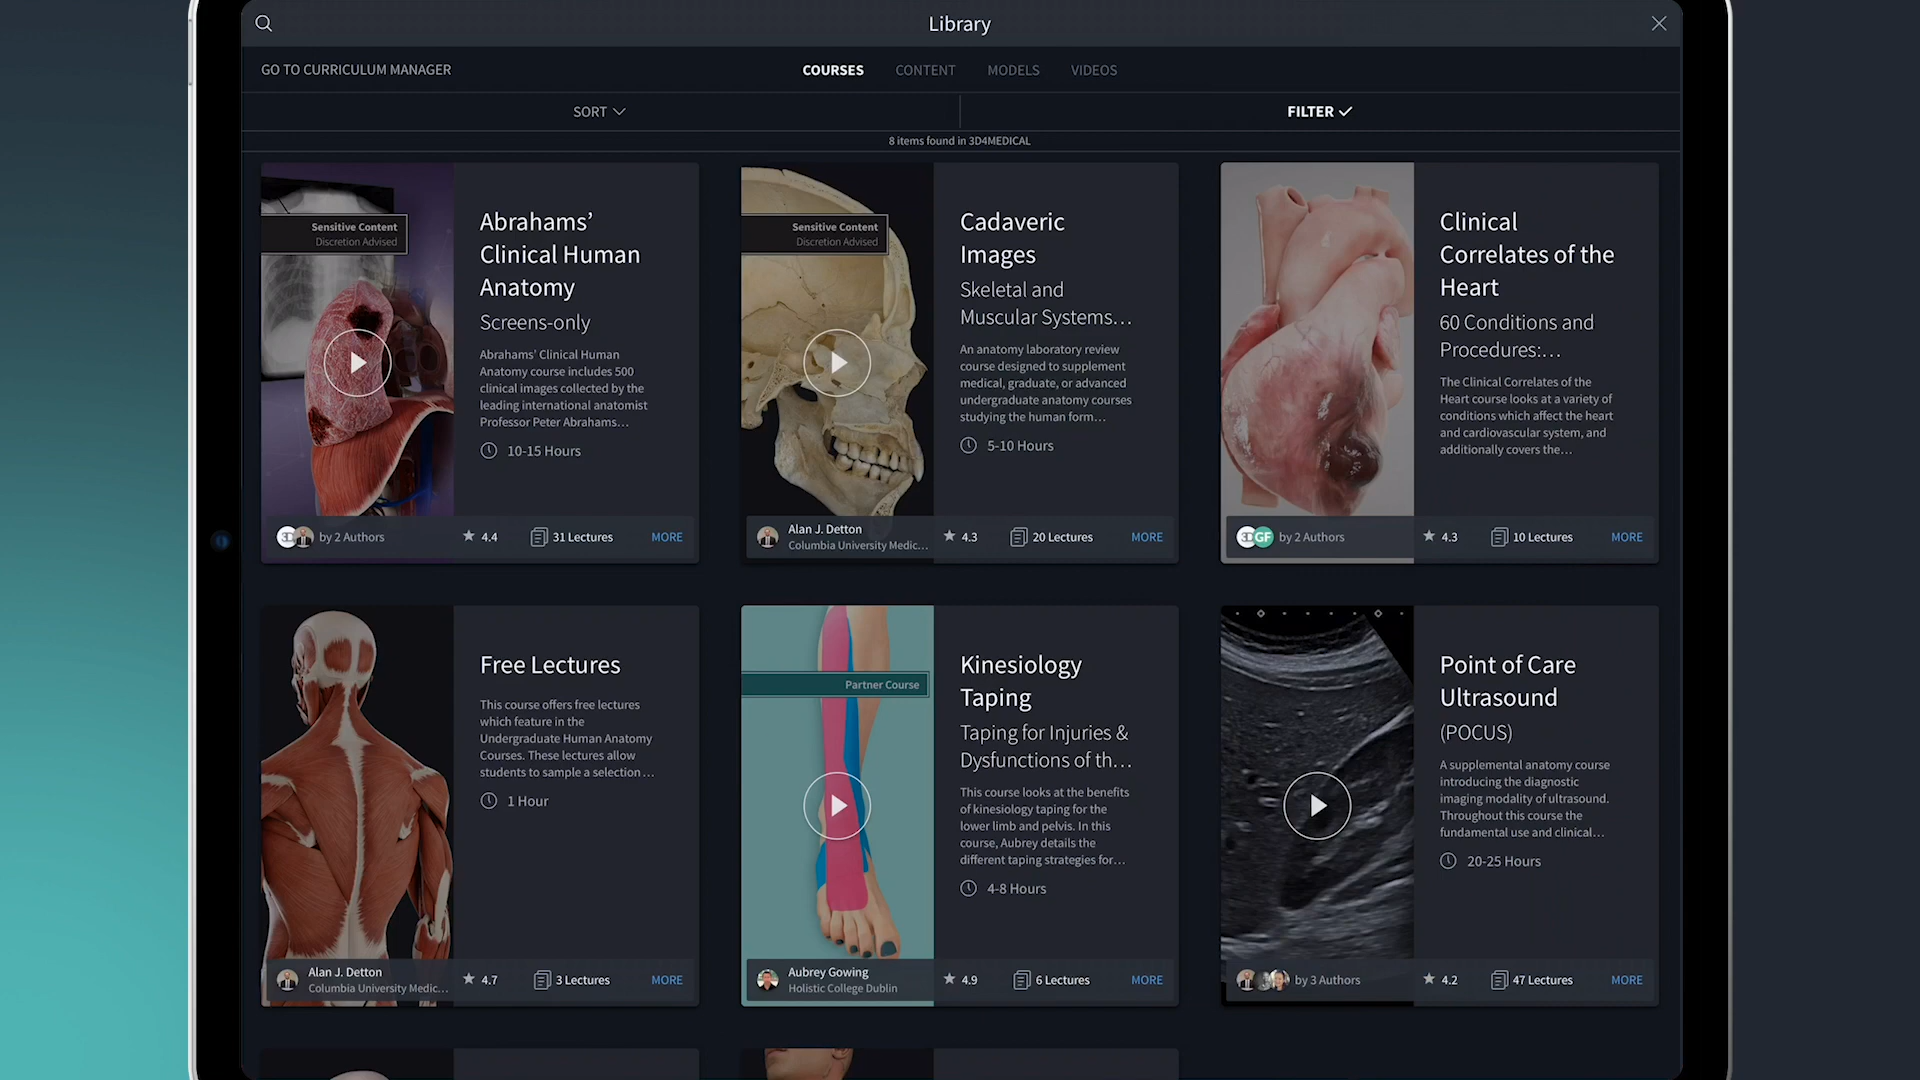 Library
GO TO CURRICULUM MANAGER
COURSES
CONTENT
MODELS
VIDEOS
SORT
FILTER
8 items found in 3D4MEDICAL
Sensitive Content
Discretion Advised
Abrahams’
Clinical Human
Anatomy
Screens-only
Abrahams’ Clinical Human
Anatomy course includes 500
clinical images collected by the
leading international anatomist
Professor Peter Abrahams…
10-15 Hours
3D
by 2 Authors
4.4
31 Lectures
MORE
Sensitive Content
Discretion Advised
Cadaveric
Images
Skeletal and
Muscular Systems…
An anatomy laboratory review
course designed to supplement
medical, graduate, or advanced
undergraduate anatomy courses
studying the human form…
5-10 Hours
Alan J. Detton
Columbia University Medic…
4.3
20 Lectures
MORE
Clinical
Correlates of the
Heart
60 Conditions and
Procedures:…
The Clinical Correlates of the
Heart course looks at a variety of
conditions which affect the heart
and cardiovascular system, and
additionally covers the…
3D
GF
by 2 Authors
4.3
10 Lectures
MORE
Free Lectures
This course offers free lectures
which feature in the
Undergraduate Human Anatomy
Courses. These lectures allow
students to sample a selection…
1 Hour
Alan J. Detton
Columbia University Medic…
4.7
3 Lectures
MORE
Partner Course
Kinesiology
Taping
Taping for Injuries &
Dysfunctions of th…
This course looks at the benefits
of kinesiology taping for the
lower limb and pelvis. In this
course, Aubrey details the
different taping strategies for…
4-8 Hours
Aubrey Gowing
Holistic College Dublin
4.9
6 Lectures
MORE
Point of Care
Ultrasound
(POCUS)
A supplemental anatomy course
introducing the diagnostic
imaging modality of ultrasound.
Throughout this course the
fundamental use and clinical…
20-25 Hours
by 3 Authors
4.2
47 Lectures
MORE